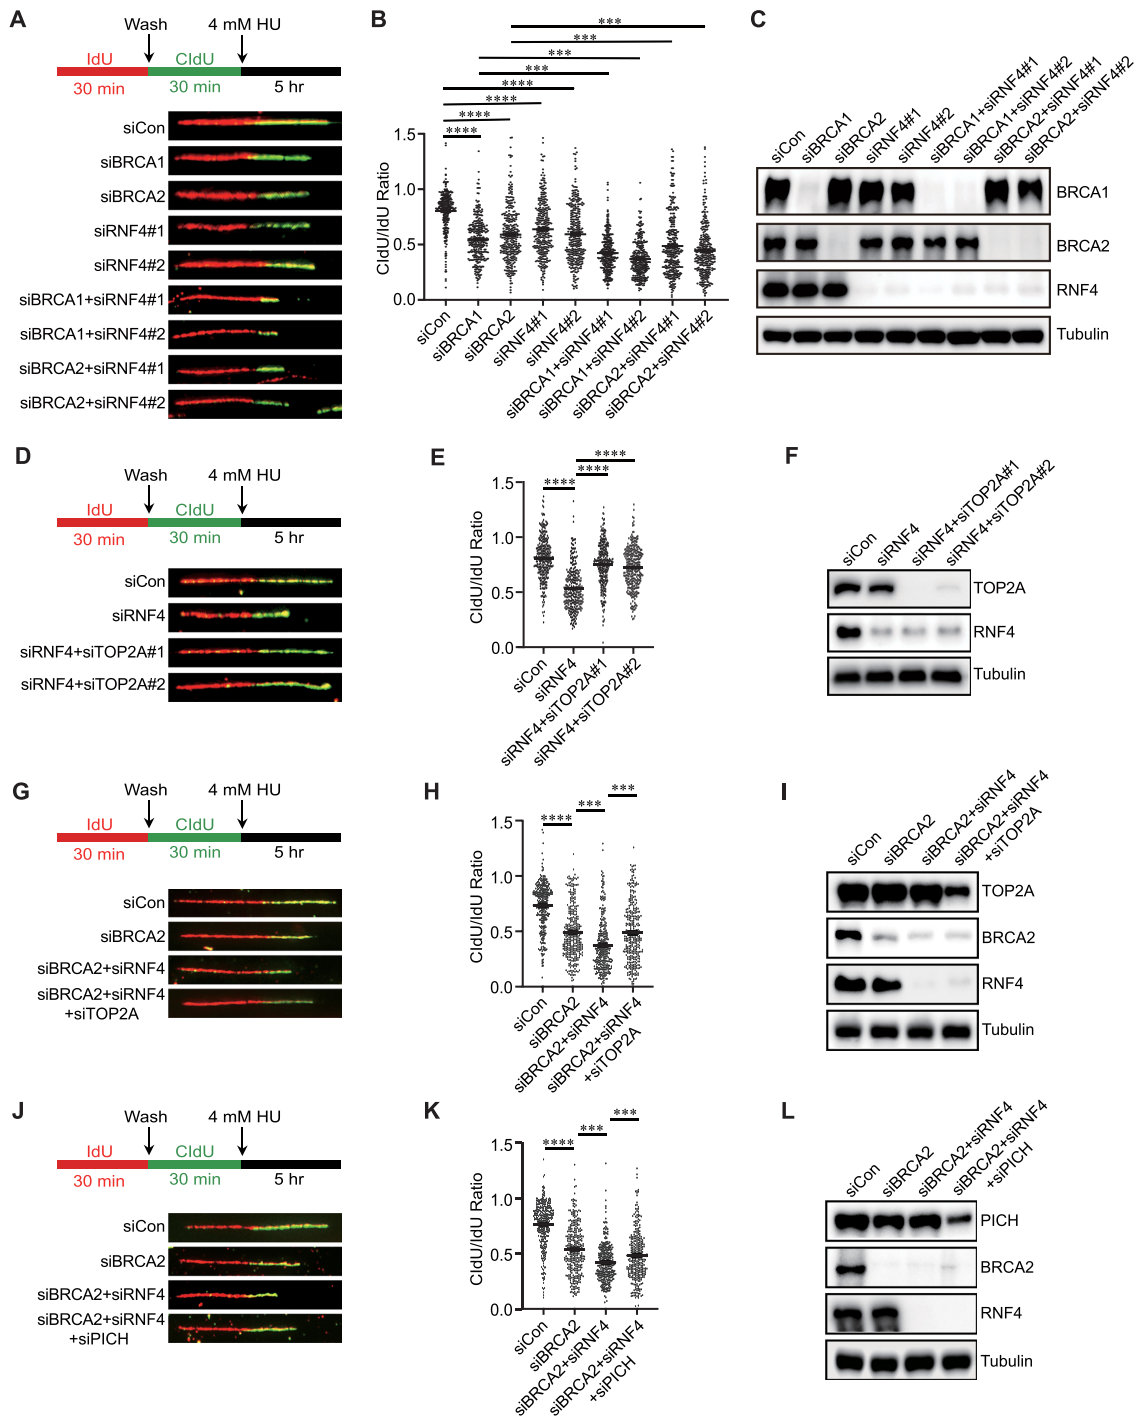 A
Wash
4 mM HU
IdU
CldU
30 min
30 min
5 hr
siCon
siBRCA1
siBRCA2
siRNF4#1
siRNF4#2
siBRCA1+siRNF4#1
siBRCA1+siRNF4#2
siBRCA2+siRNF4#1
siBRCA2+siRNF4#2
B
***
***
***
***
****
****
****
****
CldU/IdU Ratio
1.5
1.0
0.5
0.0
siCon
siBRCA1
siBRCA2
siRNF4#1
siRNF4#2
siBRCA1+siRNF4#1
siBRCA1+siRNF4#2
siBRCA2+siRNF4#1
siBRCA2+siRNF4#2
C
siCon
siBRCA1
siBRCA2
siRNF4#1
siRNF4#2
siBRCA1+siRNF4#1
siBRCA1+siRNF4#2
siBRCA2+siRNF4#1
siBRCA2+siRNF4#2
BRCA1
BRCA2
RNF4
Tubulin
D
Wash
4 mM HU
IdU
CldU
30 min
30 min
5 hr
siCon
siRNF4
siRNF4+siTOP2A#1
siRNF4+siTOP2A#2
E
****
****
****
CldU/IdU Ratio
1.5
1.0
0.5
0.0
siCon
siRNF4
siRNF4+siTOP2A#1
siRNF4+siTOP2A#2
F
siCon
siRNF4
siRNF4+siTOP2A#1
siRNF4+siTOP2A#2
TOP2A
RNF4
Tubulin
G
Wash
4 mM HU
IdU
CldU
30 min
30 min
5 hr
siCon
siBRCA2
siBRCA2+siRNF4
siBRCA2+siRNF4
+siTOP2A
H
****
***
***
CldU/IdU Ratio
1.5
1.0
0.5
0.0
siCon
siBRCA2
siBRCA2+siRNF4
siBRCA2+siRNF4
+siTOP2A
I
siCon
siBRCA2
siBRCA2+siRNF4
siBRCA2+siRNF4
+siTOP2A
TOP2A
BRCA2
RNF4
Tubulin
J
Wash
4 mM HU
IdU
CldU
30 min
30 min
5 hr
siCon
siBRCA2
siBRCA2+siRNF4
siBRCA2+siRNF4
+siPICH
K
****
***
***
CldU/IdU Ratio
1.5
1.0
0.5
0.0
siCon
siBRCA2
siBRCA2+siRNF4
siBRCA2+siRNF4
+siPICH
L
siCon
siBRCA2
siBRCA2+siRNF4
siBRCA2+siRNF4
+siPICH
PICH
BRCA2
RNF4
Tubulin